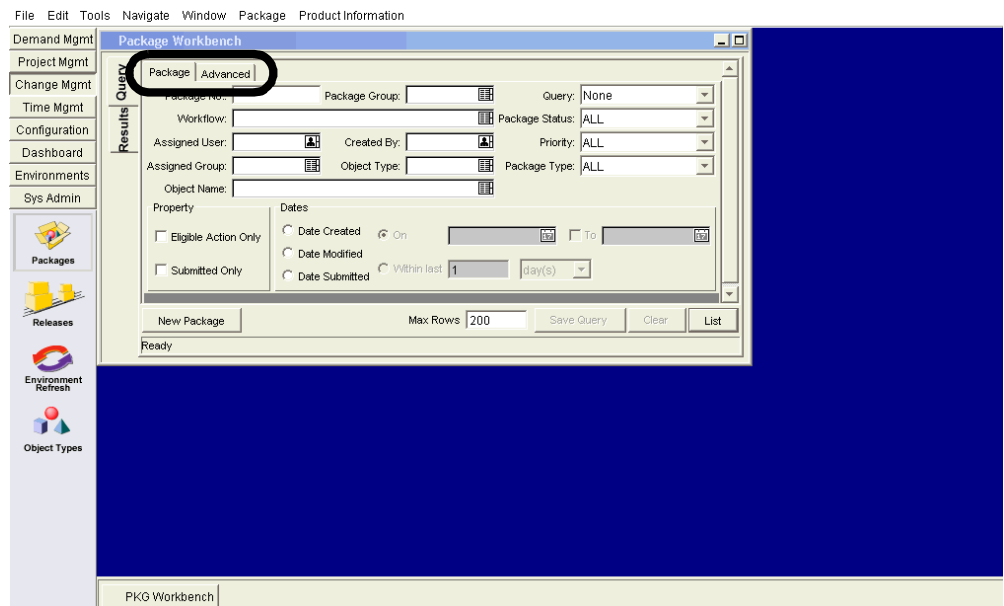 File Edit Tools Navigate Window Package Product Information
Demand Mgmt
Project Mgmt
Change Mgmt
Time Mgmt
Configuration
Dashboard
Environments
Sys Admin
Packages
Releases
Environment
Refresh
Object Types
Package Workbench
Query
Results
Package Advanced
Package No.: Package Group: Query: None
Workflow: Package Status: ALL
Assigned User: Created By: Priority: ALL
Assigned Group: Object Type: Package Type: ALL
Object Name:
Property Dates
Eligible Action Only
Submitted Only
Date Created On To
Date Modified
Date Submitted Within last 1 day(s)
New Package Max Rows 200 Save Query Clear List
Ready
PKG Workbench